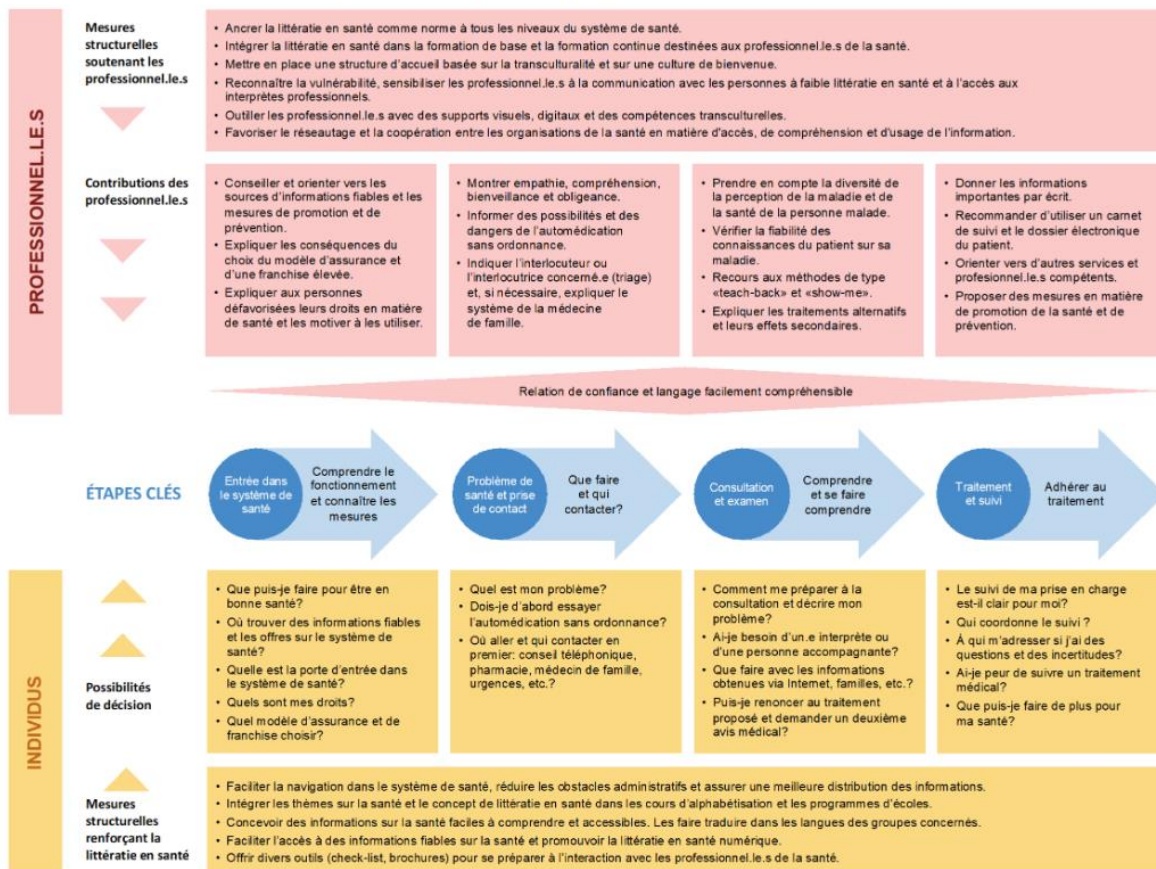 PROFESSIONNEL.LE.S
Mesures
structurelles
soutenant les
professionnel.le.s
• Ancrer la littératie en santé comme norme à tous les niveaux du système de santé.
• Intégrer la littératie en santé dans la formation de base et la formation continue destinées aux professionnel.le.s de la santé.
• Mettre en place une structure d'accueil basée sur la transculturalité et sur une culture de bienvenue.
• Reconnaître la vulnérabilité, sensibiliser les professionnel.le.s à la communication avec les personnes à faible littératie en santé et à l'accès aux
interprètes professionnels.
• Outiller les professionnel.le.s avec des supports visuels, digitaux et des compétences transculturelles.
• Favoriser le réseautage et la coopération entre les organisations de la santé en matière d'accès, de compréhension et d'usage de l'information.
Contributions des
professionnel.le.s
• Conseiller et orienter vers les
sources d'informations fiables et les
mesures de promotion et de
prévention.
• Expliquer les conséquences du
choix du modèle d'assurance et
d'une franchise élevée.
• Expliquer aux personnes
défavorisées leurs droits en matière
de santé et les motiver à les utiliser.
• Montrer empathie, compréhension,
bienveillance et obligeance.
• Informer des possibilités et des
dangers de l'automédication
sans ordonnance.
• Indiquer l'interlocuteur ou
l'interlocutrice concerné.e (triage)
et, si nécessaire, expliquer le
système de la médecine
de famille.
• Prendre en compte la diversité de
la perception de la maladie et de
la santé de la personne malade.
• Vérifier la fiabilité des
connaissances du patient sur sa
maladie.
• Recours aux méthodes de type
«teach-back» et «show-me».
• Expliquer les traitements alternatifs
et leurs effets secondaires.
• Donner les informations
importantes par écrit.
• Recommander d'utiliser un carnet
de suivi et le dossier électronique
du patient.
• Orienter vers d'autres services et
profesionnel.le.s compétents.
• Proposer des mesures en matière
de promotion de la santé et de
prévention.
Relation de confiance et langage facilement compréhensible
ÉTAPES CLÉS
Entrée dans
le système de
santé
Comprendre le
fonctionnement
et connaître les
mesures
Problème de
santé et prise
de contact
Que faire
et qui
contacter?
Consultation
et examen
Comprendre
et se faire
comprendre
Traitement
et suivi
Adhérer au
traitement
INDIVIDUS
Possibilités
de décision
• Que puis-je faire pour être en
bonne santé?
• Où trouver des informations fiables
et les offres sur le système de
santé?
• Quelle est la porte d'entrée dans
le système de santé?
• Quels sont mes droits?
• Quel modèle d'assurance et de
franchise choisir?
• Quel est mon problème?
• Dois-je d'abord essayer
l'automédication sans ordonnance?
• Où aller et qui contacter en
premier: conseil téléphonique,
pharmacie, médecin de famille,
urgences, etc.?
• Comment me préparer à la
consultation et décrire mon
problème?
• Ai-je besoin d'un.e interprète ou
d'une personne accompagnante?
• Que faire avec les informations
obtenues via Internet, familles, etc.?
• Puis-je renoncer au traitement
proposé et demander un deuxième
avis médical?
• Le suivi de ma prise en charge
est-il clair pour moi?
• Qui coordonne le suivi ?
• À qui m'adresser si j'ai des
questions et des incertitudes?
• Ai-je peur de suivre un traitement
médical?
• Que puis-je faire de plus pour
ma santé?
Mesures
structurelles
renforçant la
littératie en santé
• Faciliter la navigation dans le système de santé, réduire les obstacles administratifs et assurer une meilleure distribution des informations.
• Intégrer les thèmes sur la santé et le concept de littératie en santé dans les cours d'alphabétisation et les programmes d'écoles.
• Concevoir des informations sur la santé faciles à comprendre et accessibles. Les faire traduire dans les langues des groupes concernés.
• Faciliter l'accès à des informations fiables sur la santé et promouvoir la littératie en santé numérique.
• Offrir divers outils (check-list, brochures) pour se préparer à l'interaction avec les professionnel.le.s de la santé.